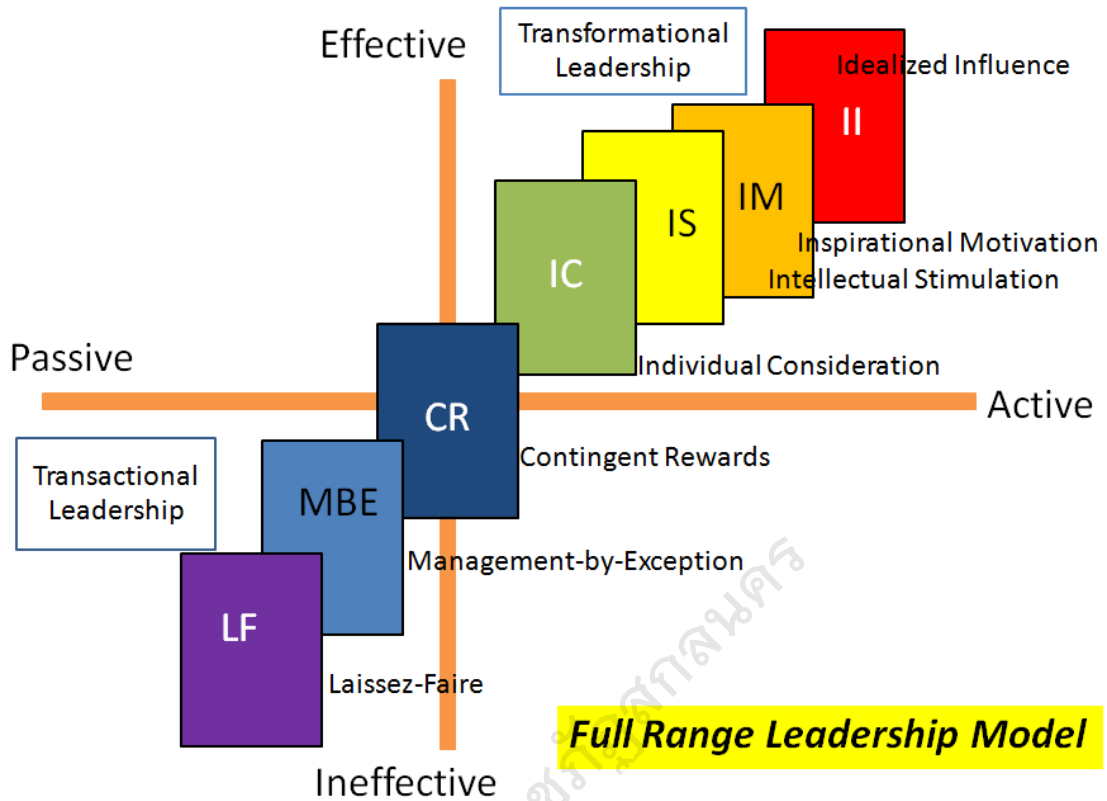 Effective
Transformational
Leadership
Idealized Influence
II
IM
IS
Inspirational Motivation
IC
Intellectual Stimulation
Passive
Individual Consideration
Active
CR
Contingent Rewards
Transactional
Leadership
MBE
Management-by-Exception
LF
Laissez-Faire
Full Range Leadership Model
Ineffective